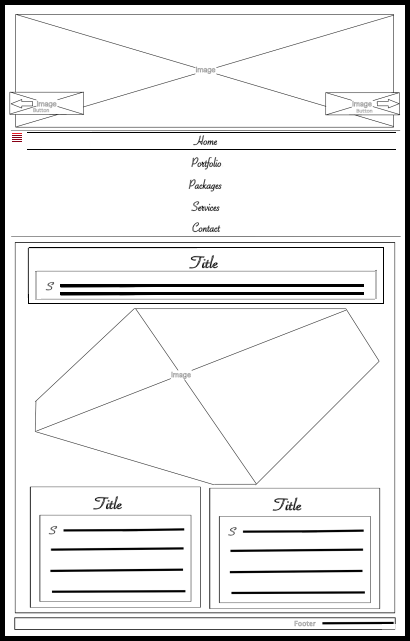 Image
Image
Button
Image
Button
Home
Portfolio
Packages
Services
Contact
Title
S
Image
Title
S
Title
S
Footer